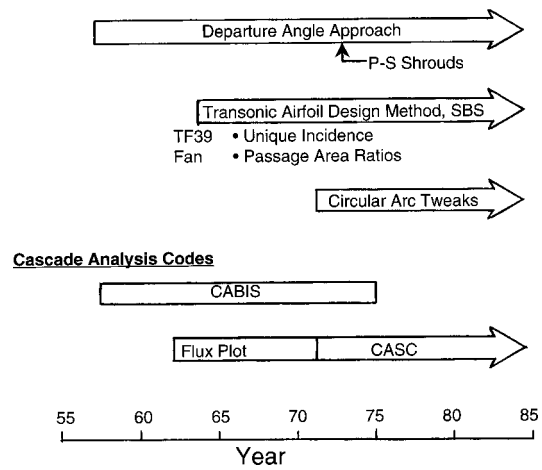 Departure Angle Approach
P-S Shrouds
Transonic Airfoil Design Method, SBS
TF39 • Unique Incidence
Fan • Passage Area Ratios
Circular Arc Tweaks
Cascade Analysis Codes
CABIS
Flux Plot CASC
55 60 65 70 75 80 85
Year